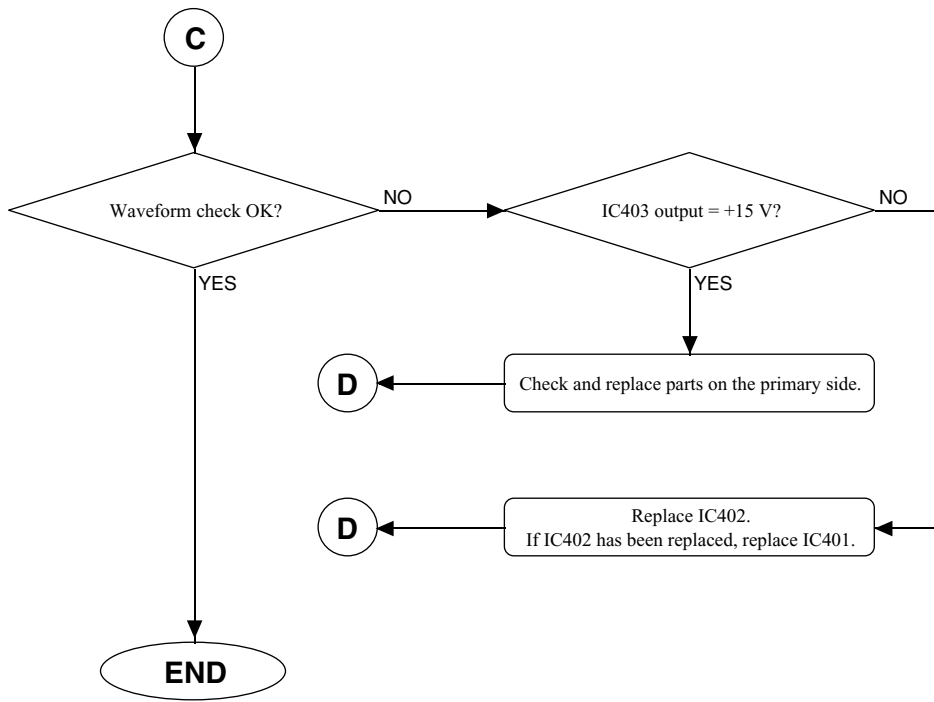 C
Waveform check OK?
NO
IC403 output = +15 V?
NO
YES
YES
D
Check and replace parts on the primary side.
D
Replace IC402.
If IC402 has been replaced, replace IC401.
END